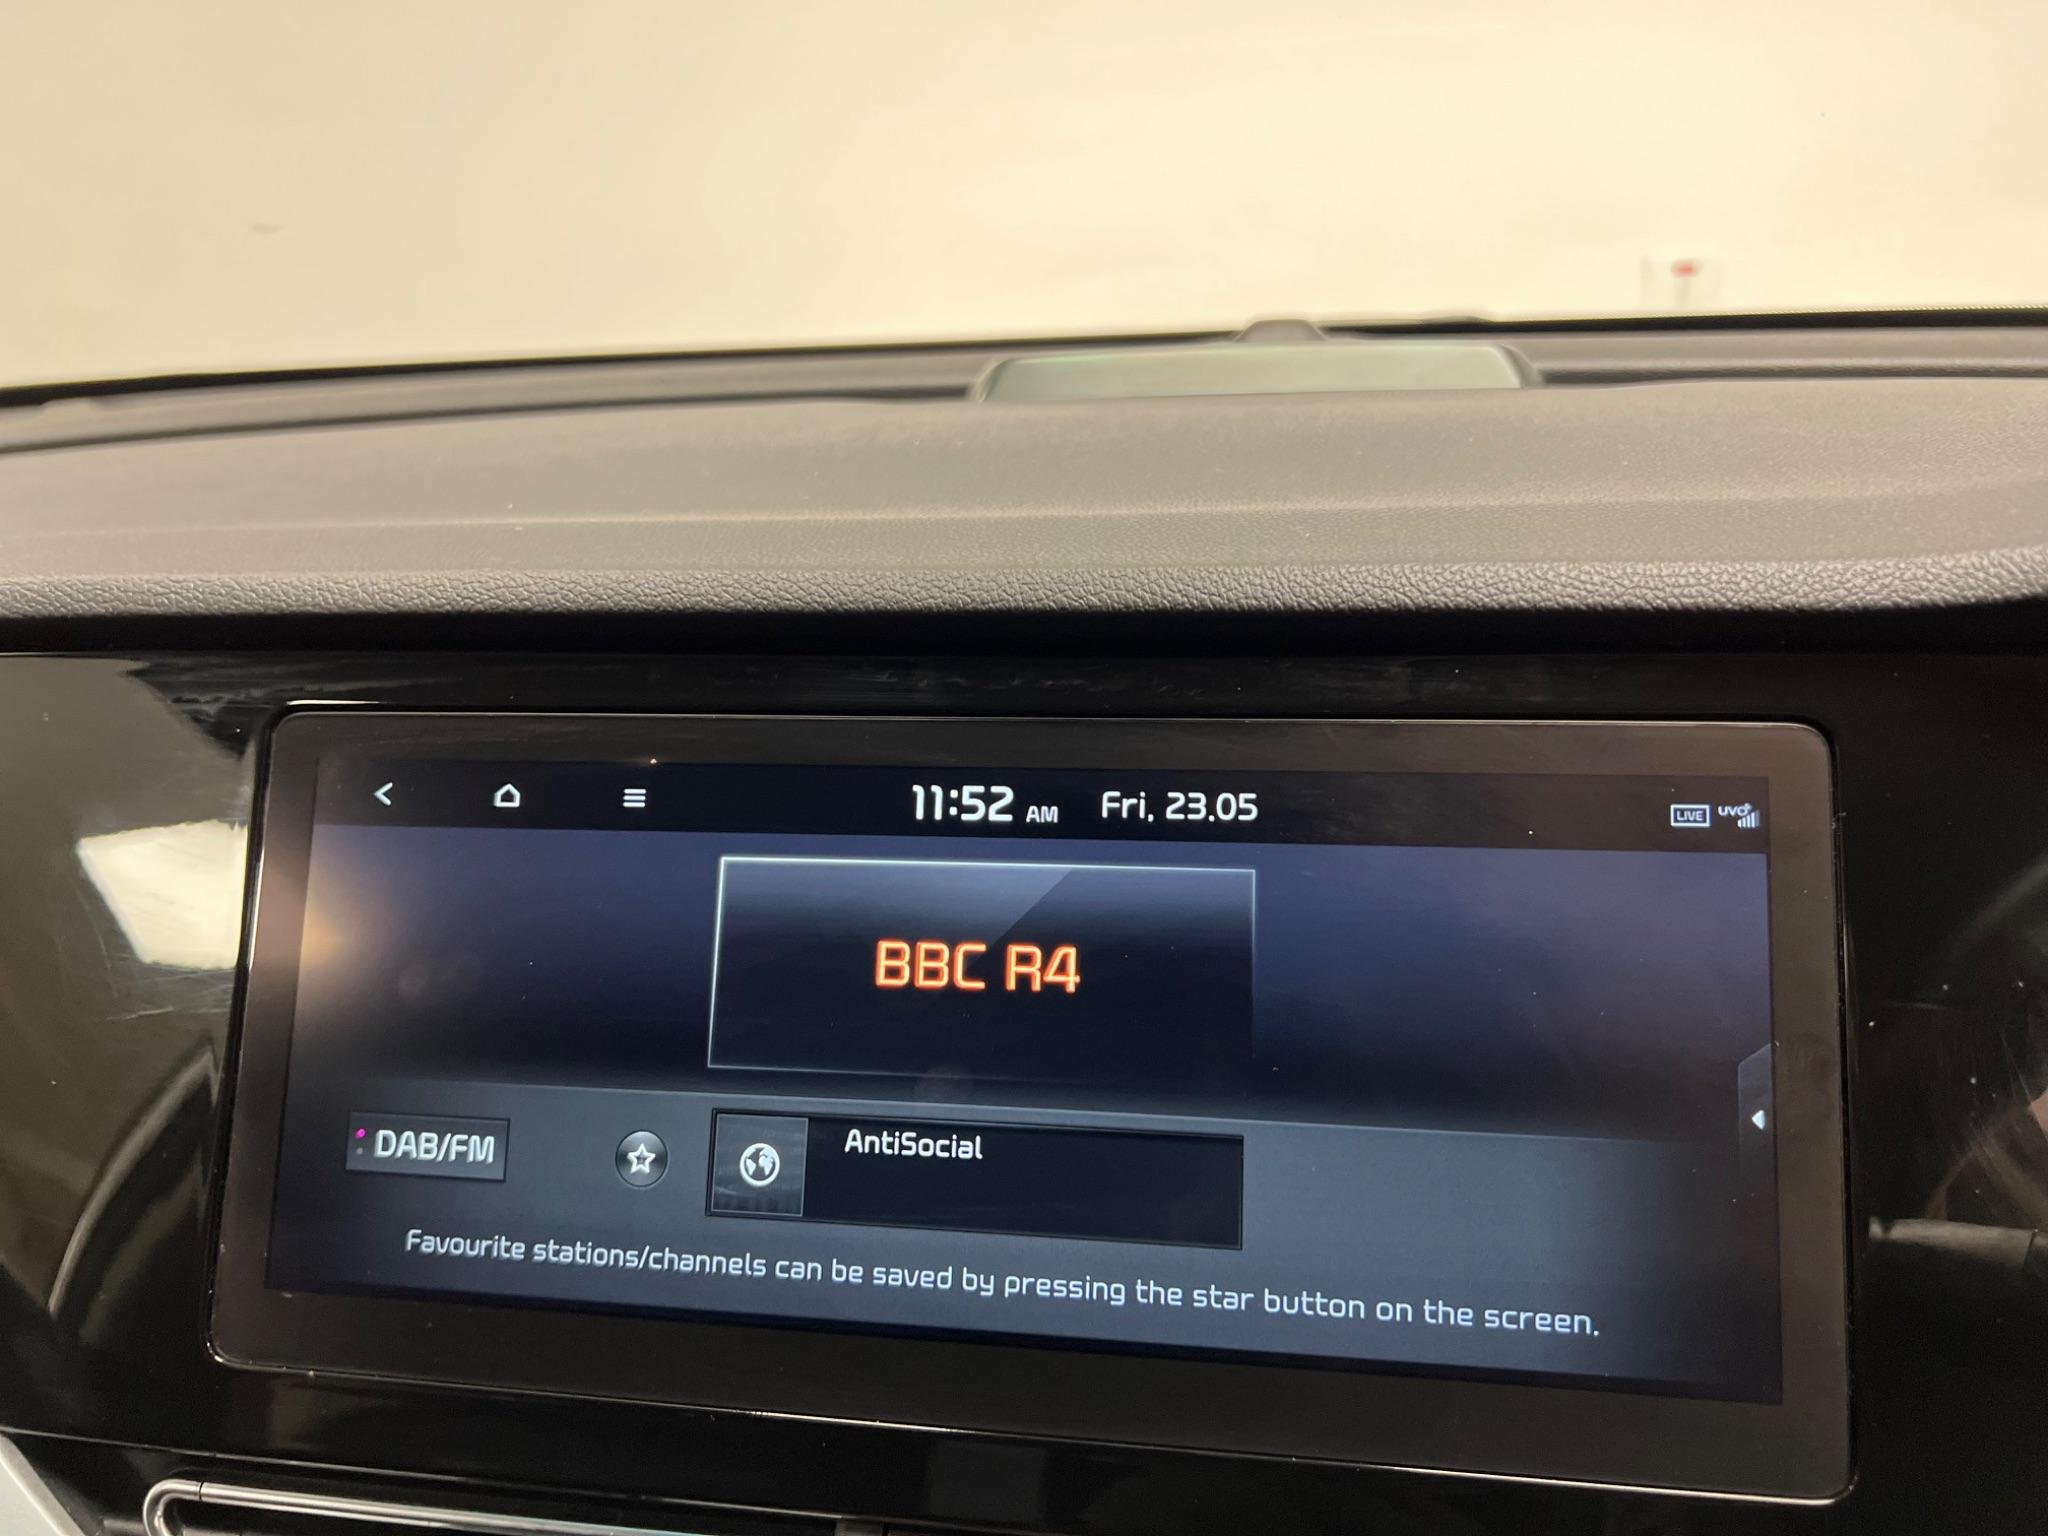 11:52 AM Fri, 23.05
LIVE UVO
BBC R4
DAB/FM
AntiSocial
Favourite stations/channels can be saved by pressing the star button on the screen.